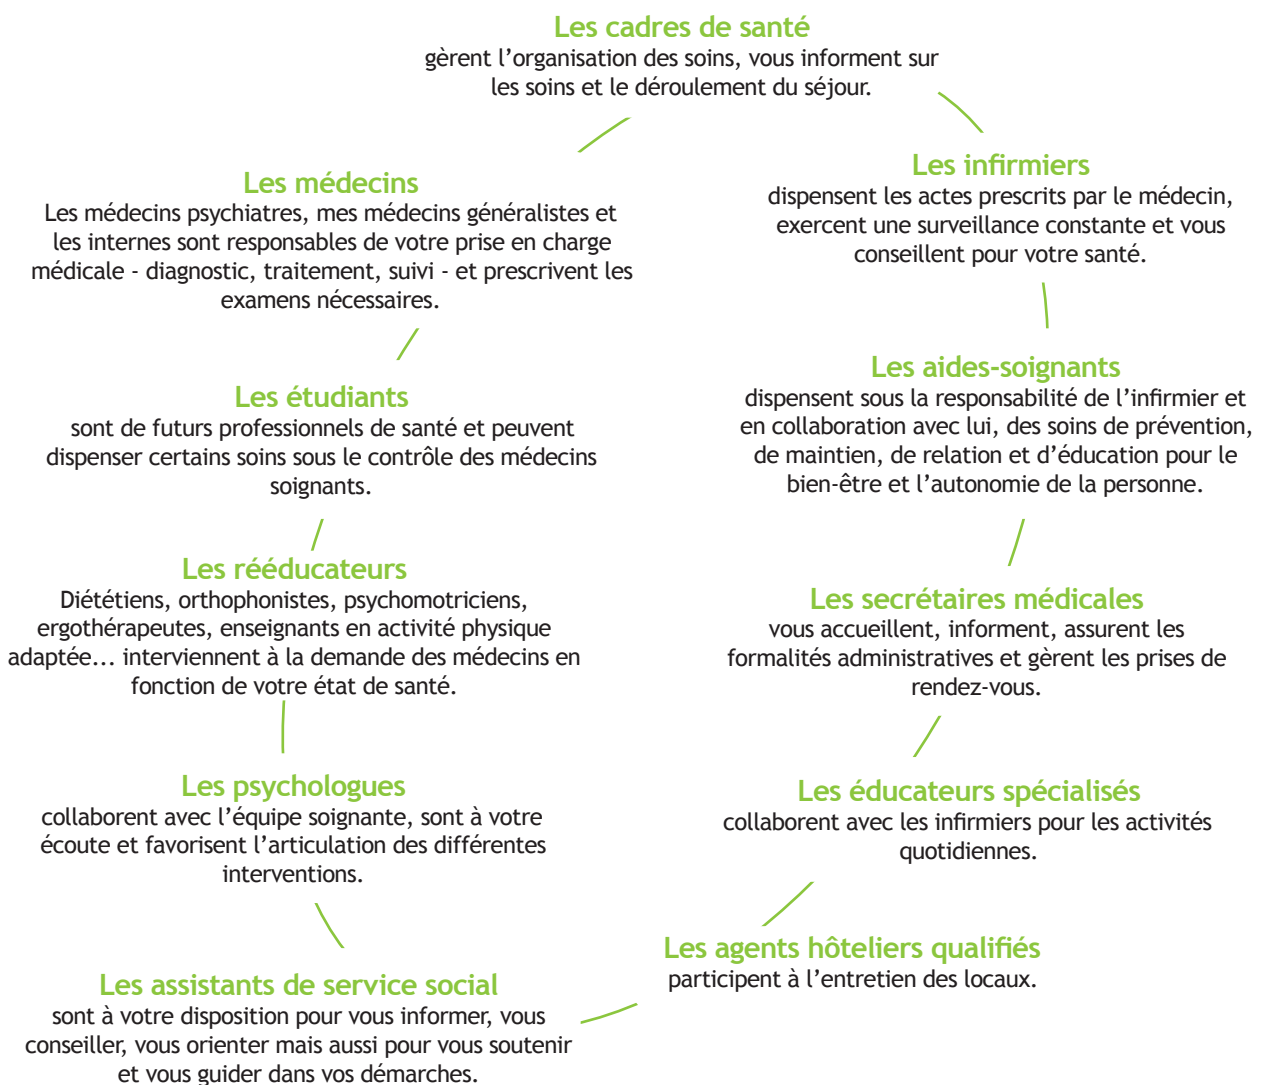 Les cadres de santé
gèrent l’organisation des soins, vous informent sur
les soins et le déroulement du séjour.
Les médecins
Les médecins psychiatres, mes médecins généralistes et
les internes sont responsables de votre prise en charge
médicale - diagnostic, traitement, suivi - et prescrivent les
examens nécessaires.
Les étudiants
sont de futurs professionnels de santé et peuvent
dispenser certains soins sous le contrôle des médecins
soignants.
Les rééducateurs
Diététiens, orthophonistes, psychomotriciens,
ergothérapeutes, enseignants en activité physique
adaptée... interviennent à la demande des médecins en
fonction de votre état de santé.
Les psychologues
collaborent avec l’équipe soignante, sont à votre
écoute et favorisent l’articulation des différentes
interventions.
Les assistants de service social
sont à votre disposition pour vous informer, vous
conseiller, vous orienter mais aussi pour vous soutenir
et vous guider dans vos démarches.
Les infirmiers
dispensent les actes prescrits par le médecin,
exercent une surveillance constante et vous
conseillent pour votre santé.
Les aides-soignants
dispensent sous la responsabilité de l’infirmier et
en collaboration avec lui, des soins de prévention,
de maintien, de relation et d’éducation pour le
bien-être et l’autonomie de la personne.
Les secrétaires médicales
vous accueillent, informent, assurent les
formalités administratives et gèrent les prises de
rendez-vous.
Les éducateurs spécialisés
collaborent avec les infirmiers pour les activités
quotidiennes.
Les agents hôteliers qualifiés
participent à l’entretien des locaux.